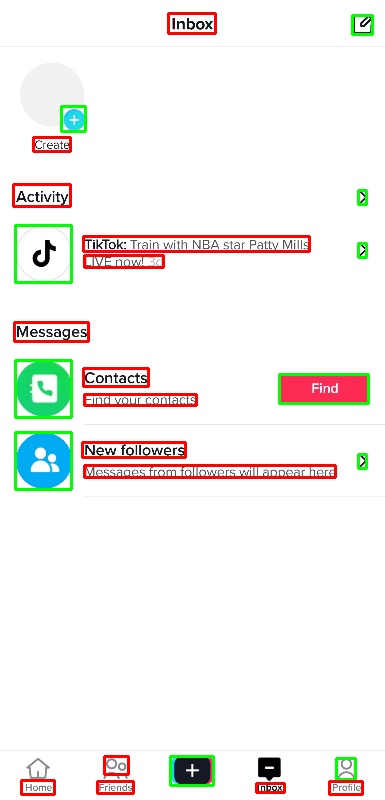 Inbox
Create
Activity
TikTok: Train with NBA star Patty Mills
LIVE now! 3d
Messages
Contacts
Find your contacts
Find
New followers
Messages from followers will appear here
Home
Friends
Inbox
Profile